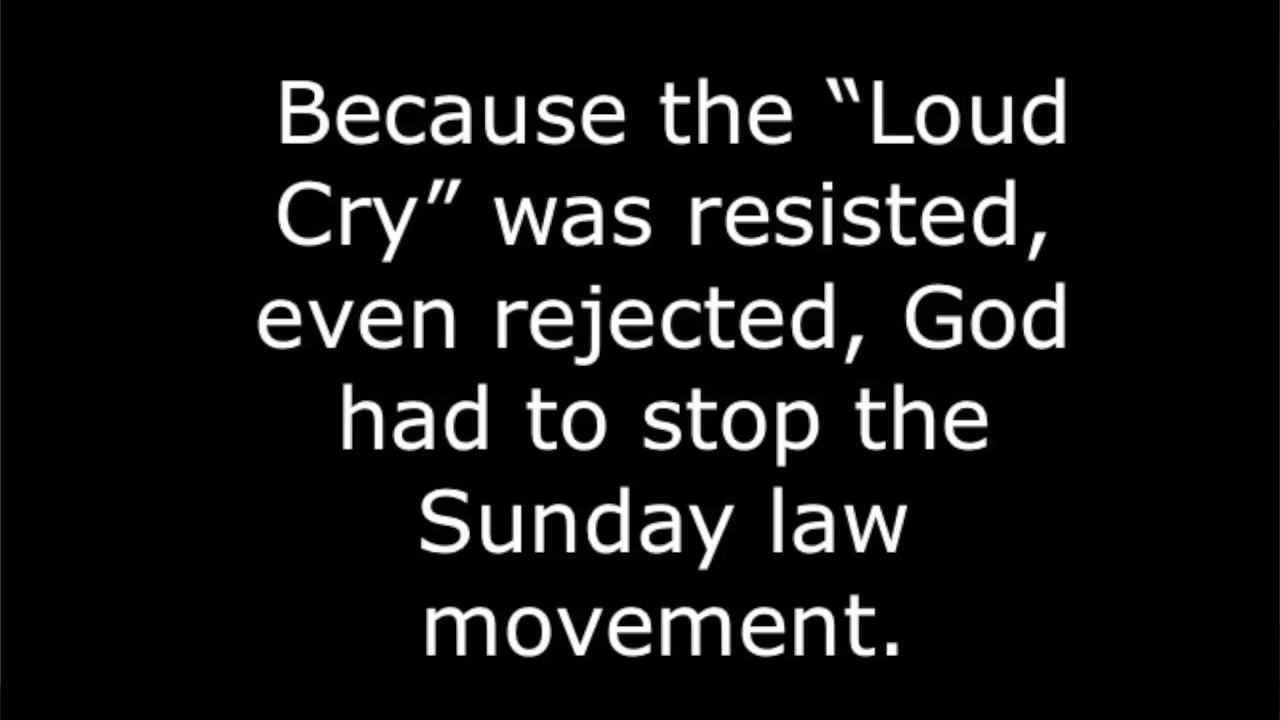 Because the “Loud
Cry” was resisted,
even rejected, God
had to stop the
Sunday law
movement.